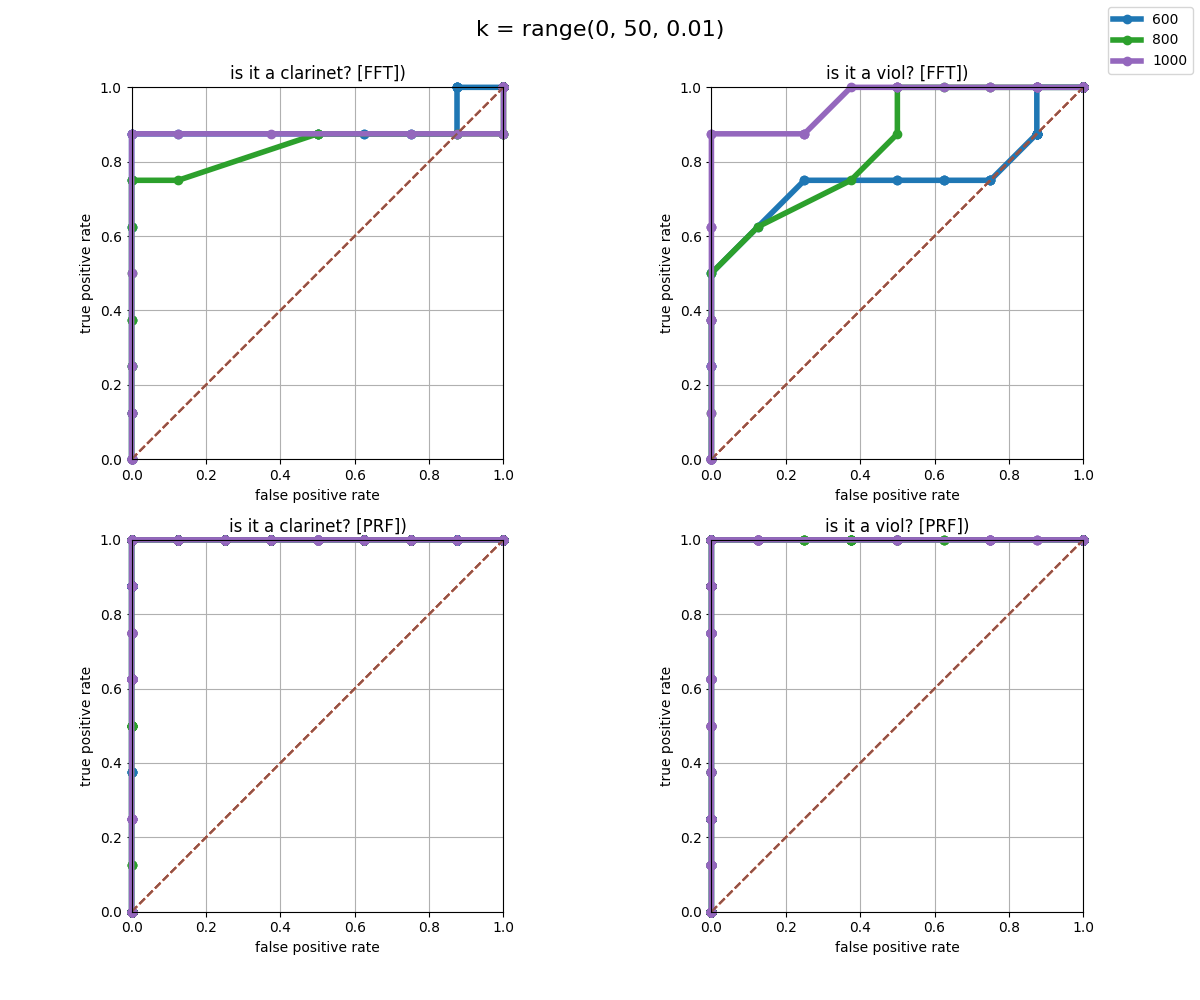 k = range(0, 50, 0.01)
600
800
1000
is it a clarinet? [FFT])
1.0
0.8
0.6
0.4
0.2
0.0
true positive rate
0.0 0.2 0.4 0.6 0.8 1.0
false positive rate
is it a viol? [FFT])
1.0
0.8
0.6
0.4
0.2
0.0
true positive rate
0.0 0.2 0.4 0.6 0.8 1.0
false positive rate
is it a clarinet? [PRF])
1.0
0.8
0.6
0.4
0.2
0.0
true positive rate
0.0 0.2 0.4 0.6 0.8 1.0
false positive rate
is it a viol? [PRF])
1.0
0.8
0.6
0.4
0.2
0.0
true positive rate
0.0 0.2 0.4 0.6 0.8 1.0
false positive rate